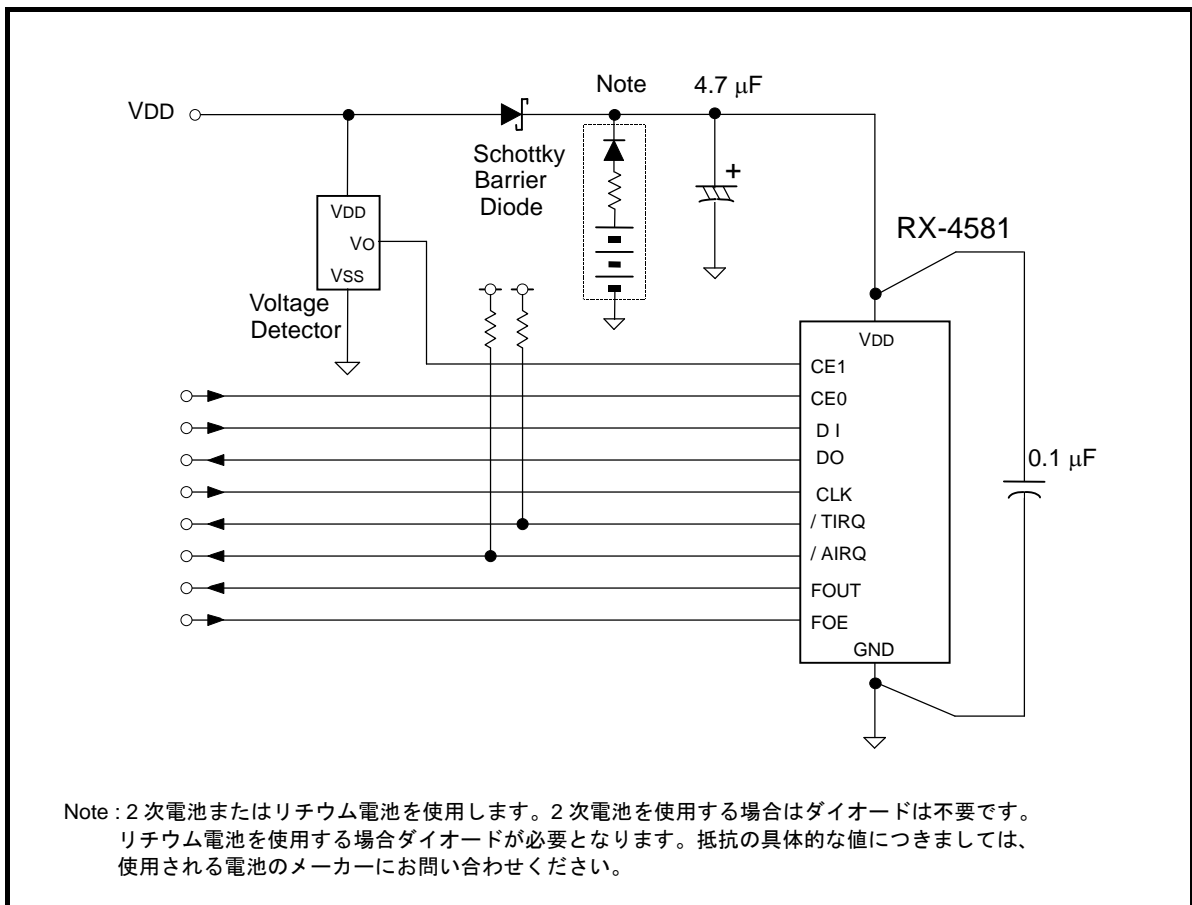 Note
4.7 μF
VDD
Schottky
Barrier
Diode
+
VDD
VO
VSS
RX-4581
Voltage
Detector
VDD
CE1
CE0
D I
DO
0.1 μF
CLK
/ TIRQ
/ AIRQ
FOUT
FOE
GND
Note : 2 次電池またはリチウム電池を使用します。2 次電池を使用する場合はダイオードは不要です。
リチウム電池を使用する場合ダイオードが必要となります。抵抗の具体的な値につきましては、
使用される電池のメーカーにお問い合わせください。